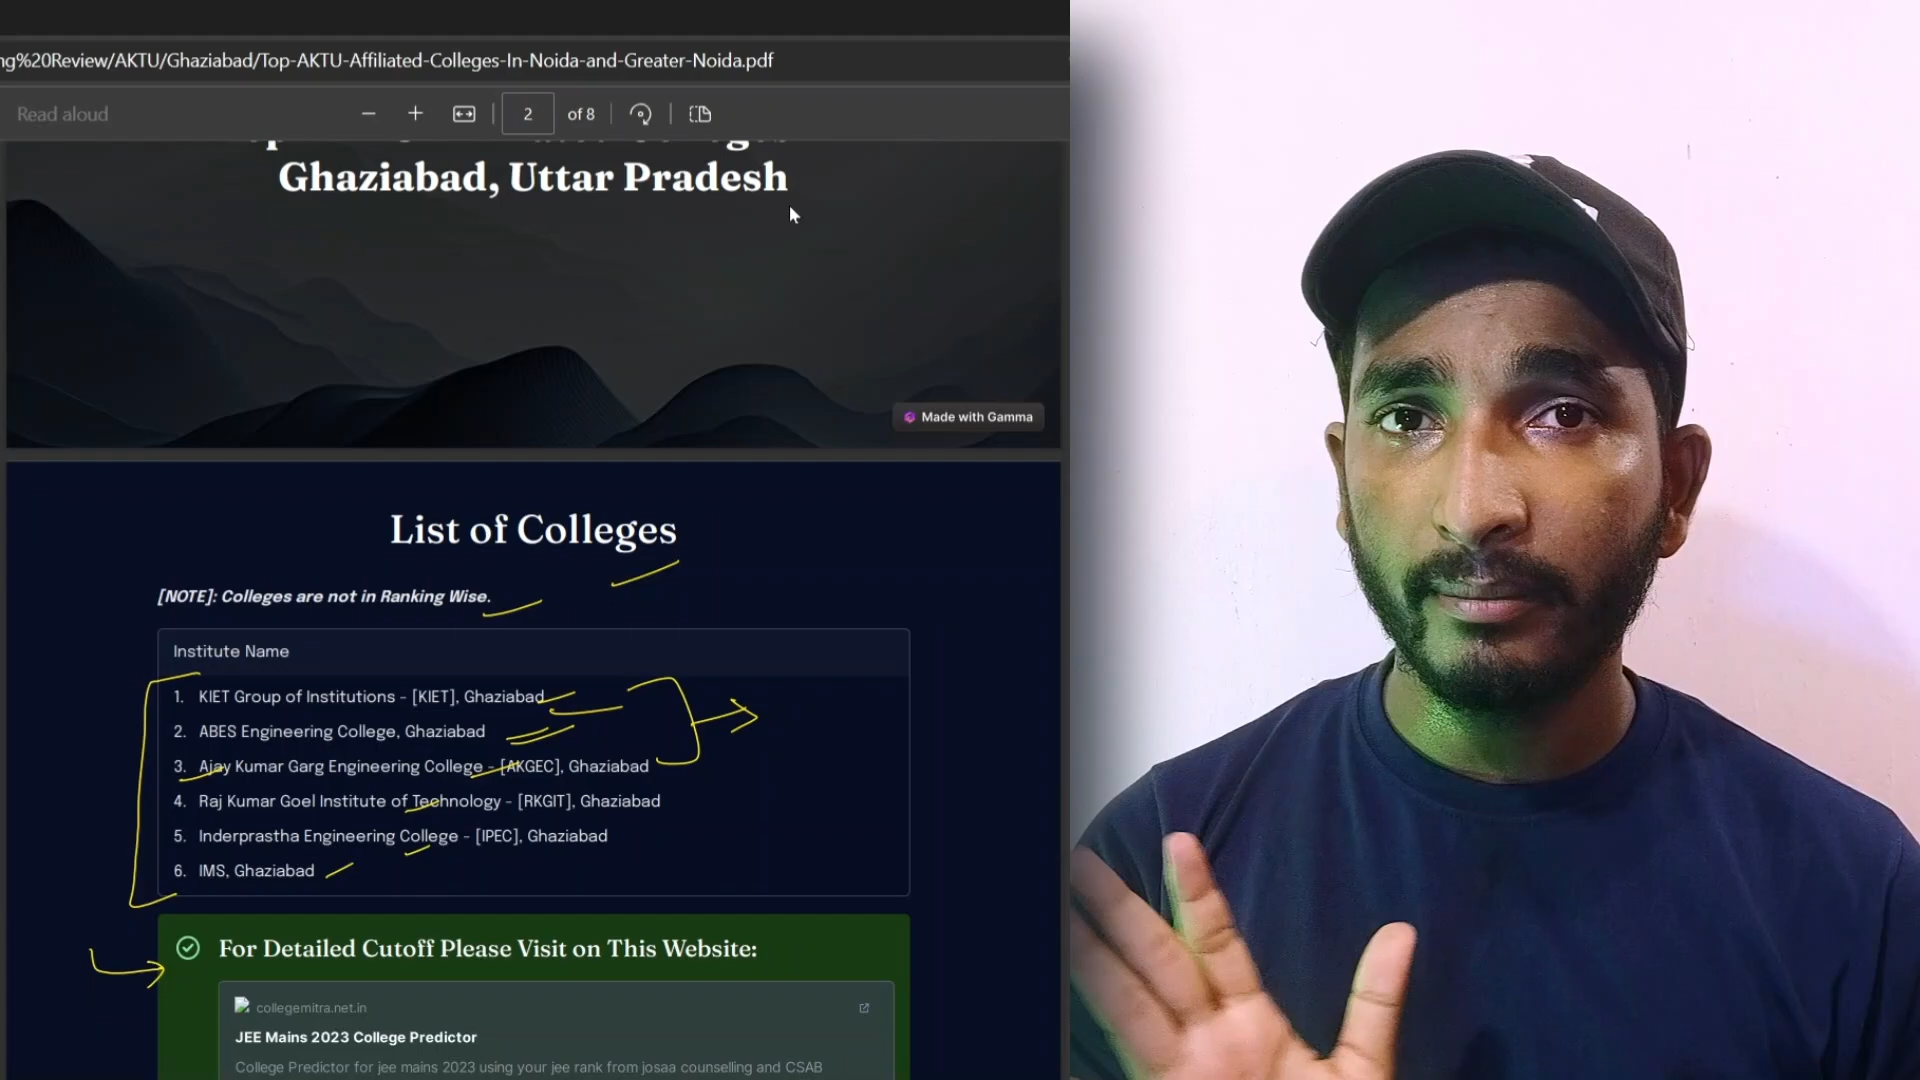 ng%20Review/AKTU/Ghaziabad/Top-AKTU-Affiliated-Colleges-In-Noida-and-Greater-Noida.pdf
Read aloud
2 of 8
Ghaziabad, Uttar Pradesh
Made with Gamma
List of Colleges
[NOTE]: Colleges are not in Ranking Wise.
Institute Name
1. KIET Group of Institutions - [KIET], Ghaziabad
2. ABES Engineering College, Ghaziabad
3. Ajay Kumar Garg Engineering College - [AKGEC], Ghaziabad
4. Raj Kumar Goel Institute of Technology - [RKGIT], Ghaziabad
5. Inderprastha Engineering College - [IPEC], Ghaziabad
6. IMS, Ghaziabad
For Detailed Cutoff Please Visit on This Website:
collegemitra.net.in
JEE Mains 2023 College Predictor
College Predictor for jee mains 2023 using your jee rank from josaa counselling and CSAB